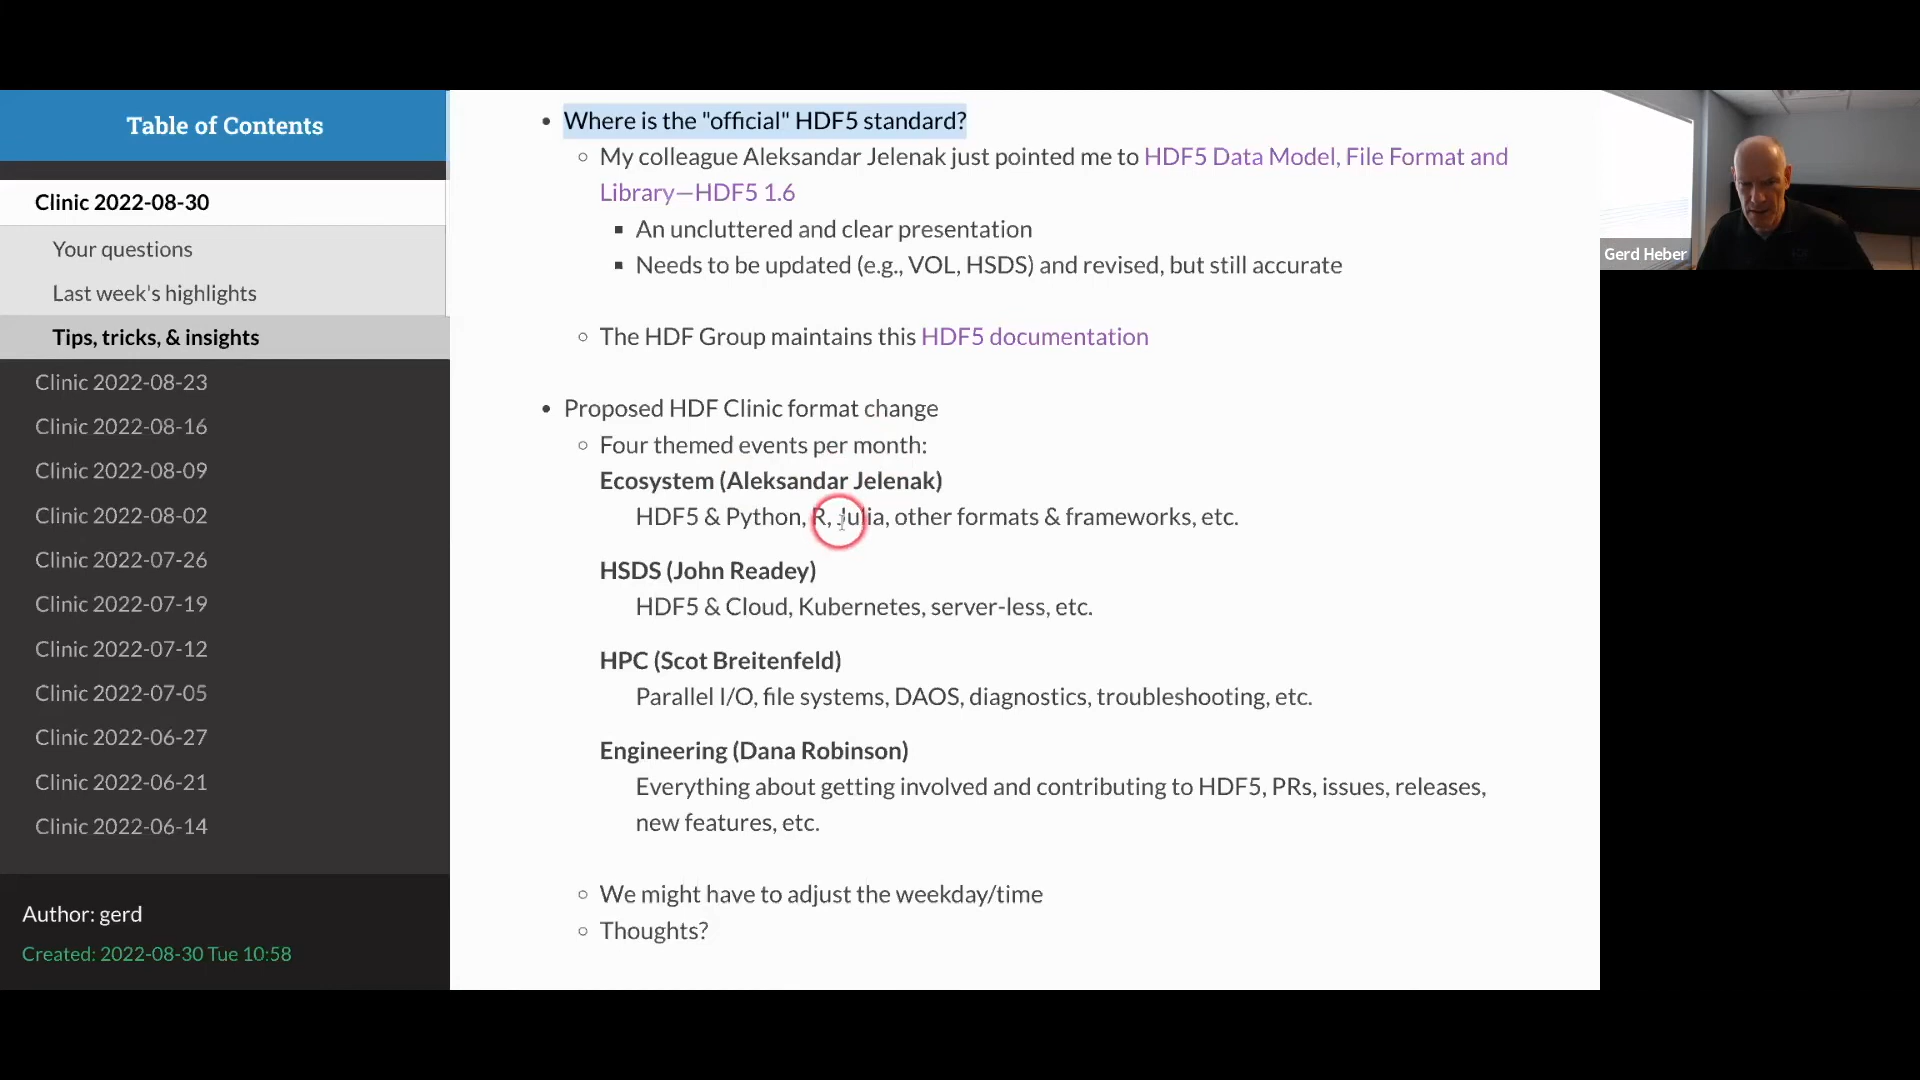 Table of Contents
Clinic 2022-08-30
Your questions
Last week's highlights
Tips, tricks, & insights
Clinic 2022-08-23
Clinic 2022-08-16
Clinic 2022-08-09
Clinic 2022-08-02
Clinic 2022-07-26
Clinic 2022-07-19
Clinic 2022-07-12
Clinic 2022-07-05
Clinic 2022-06-27
Clinic 2022-06-21
Clinic 2022-06-14
Author: gerd
Created: 2022-08-30 Tue 10:58
Where is the "official" HDF5 standard?
My colleague Aleksandar Jelenak just pointed me to HDF5 Data Model, File Format and
Library—HDF5 1.6
An uncluttered and clear presentation
Needs to be updated (e.g., VOL, HSDS) and revised, but still accurate
The HDF Group maintains this HDF5 documentation
Proposed HDF Clinic format change
Four themed events per month:
Ecosystem (Aleksandar Jelenak)
HDF5 & Python, R, Julia, other formats & frameworks, etc.
HSDS (John Readey)
HDF5 & Cloud, Kubernetes, server-less, etc.
HPC (Scot Breitenfeld)
Parallel I/O, file systems, DAOS, diagnostics, troubleshooting, etc.
Engineering (Dana Robinson)
Everything about getting involved and contributing to HDF5, PRs, issues, releases,
new features, etc.
We might have to adjust the weekday/time
Thoughts?
Gerd Heber